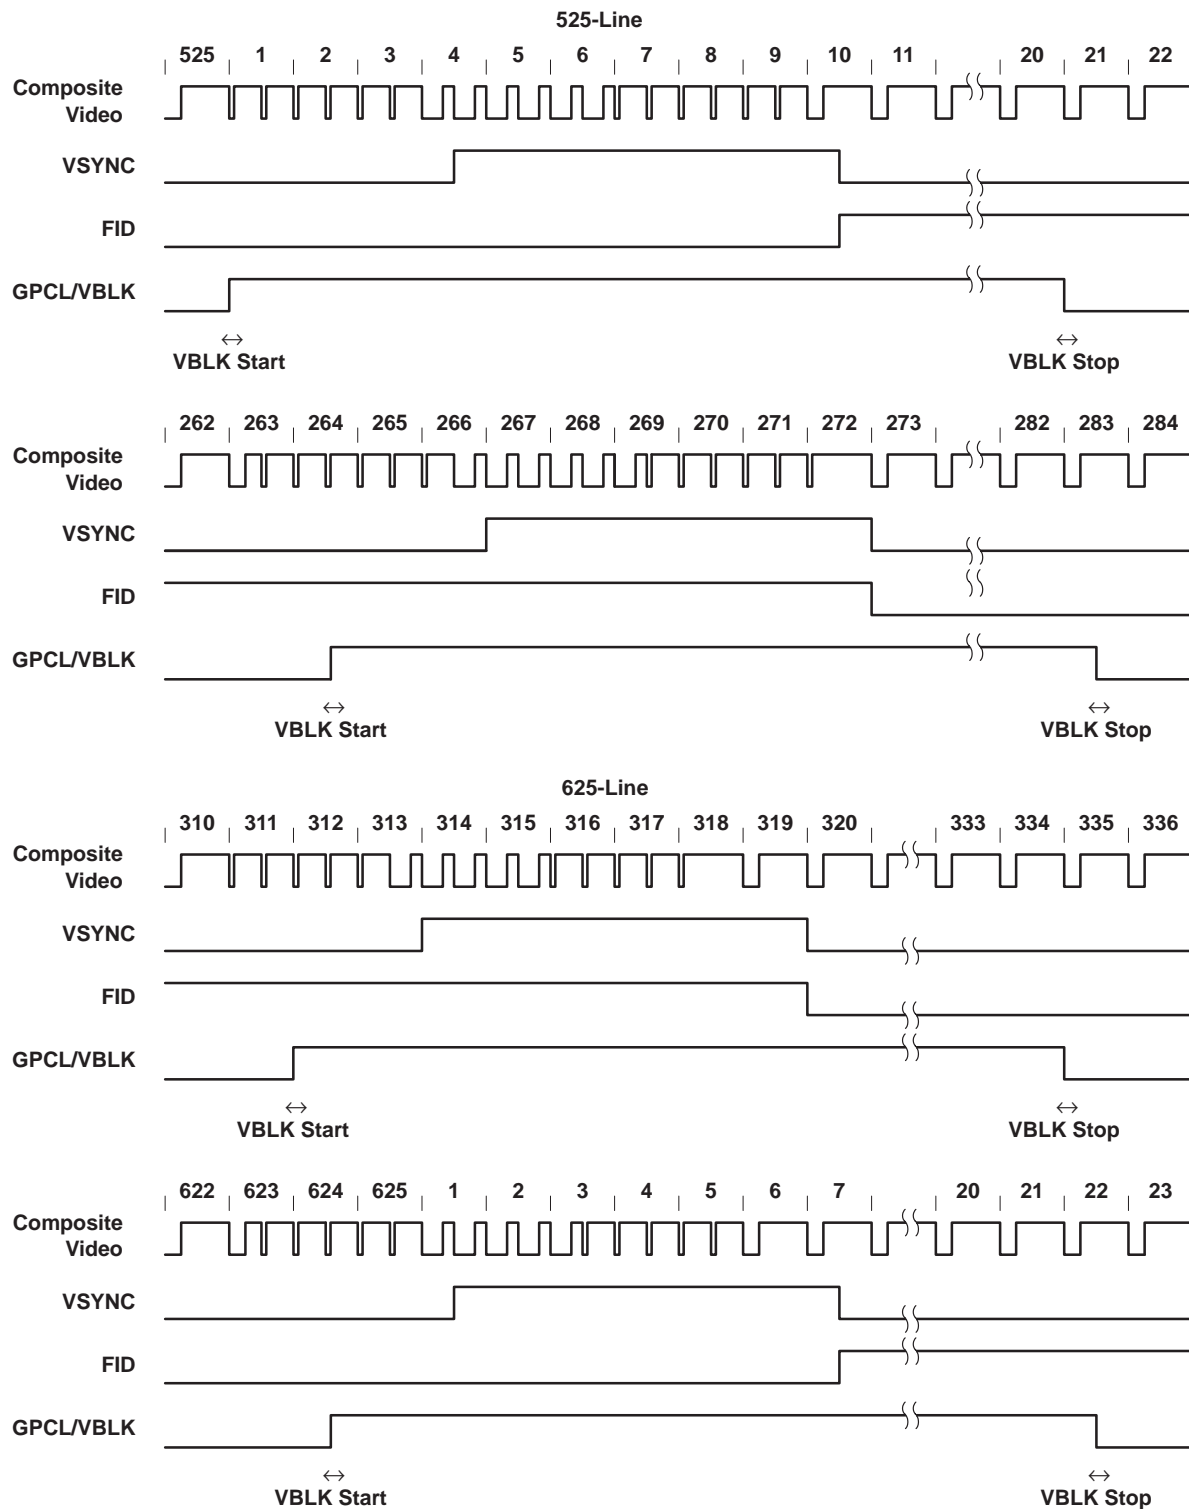 525-Line
525 1 2 3 4 5 6 7 8 9 10 11 20 21 22
Composite
Video
VSYNC
FID
GPCL/VBLK
VBLK Start VBLK Stop
262 263 264 265 266 267 268 269 270 271 272 273 282 283 284
Composite
Video
VSYNC
FID
GPCL/VBLK
VBLK Start VBLK Stop
625-Line
310 311 312 313 314 315 316 317 318 319 320 333 334 335 336
Composite
Video
VSYNC
FID
GPCL/VBLK
VBLK Start VBLK Stop
622 623 624 625 1 2 3 4 5 6 7 20 21 22 23
Composite
Video
VSYNC
FID
GPCL/VBLK
VBLK Start VBLK Stop